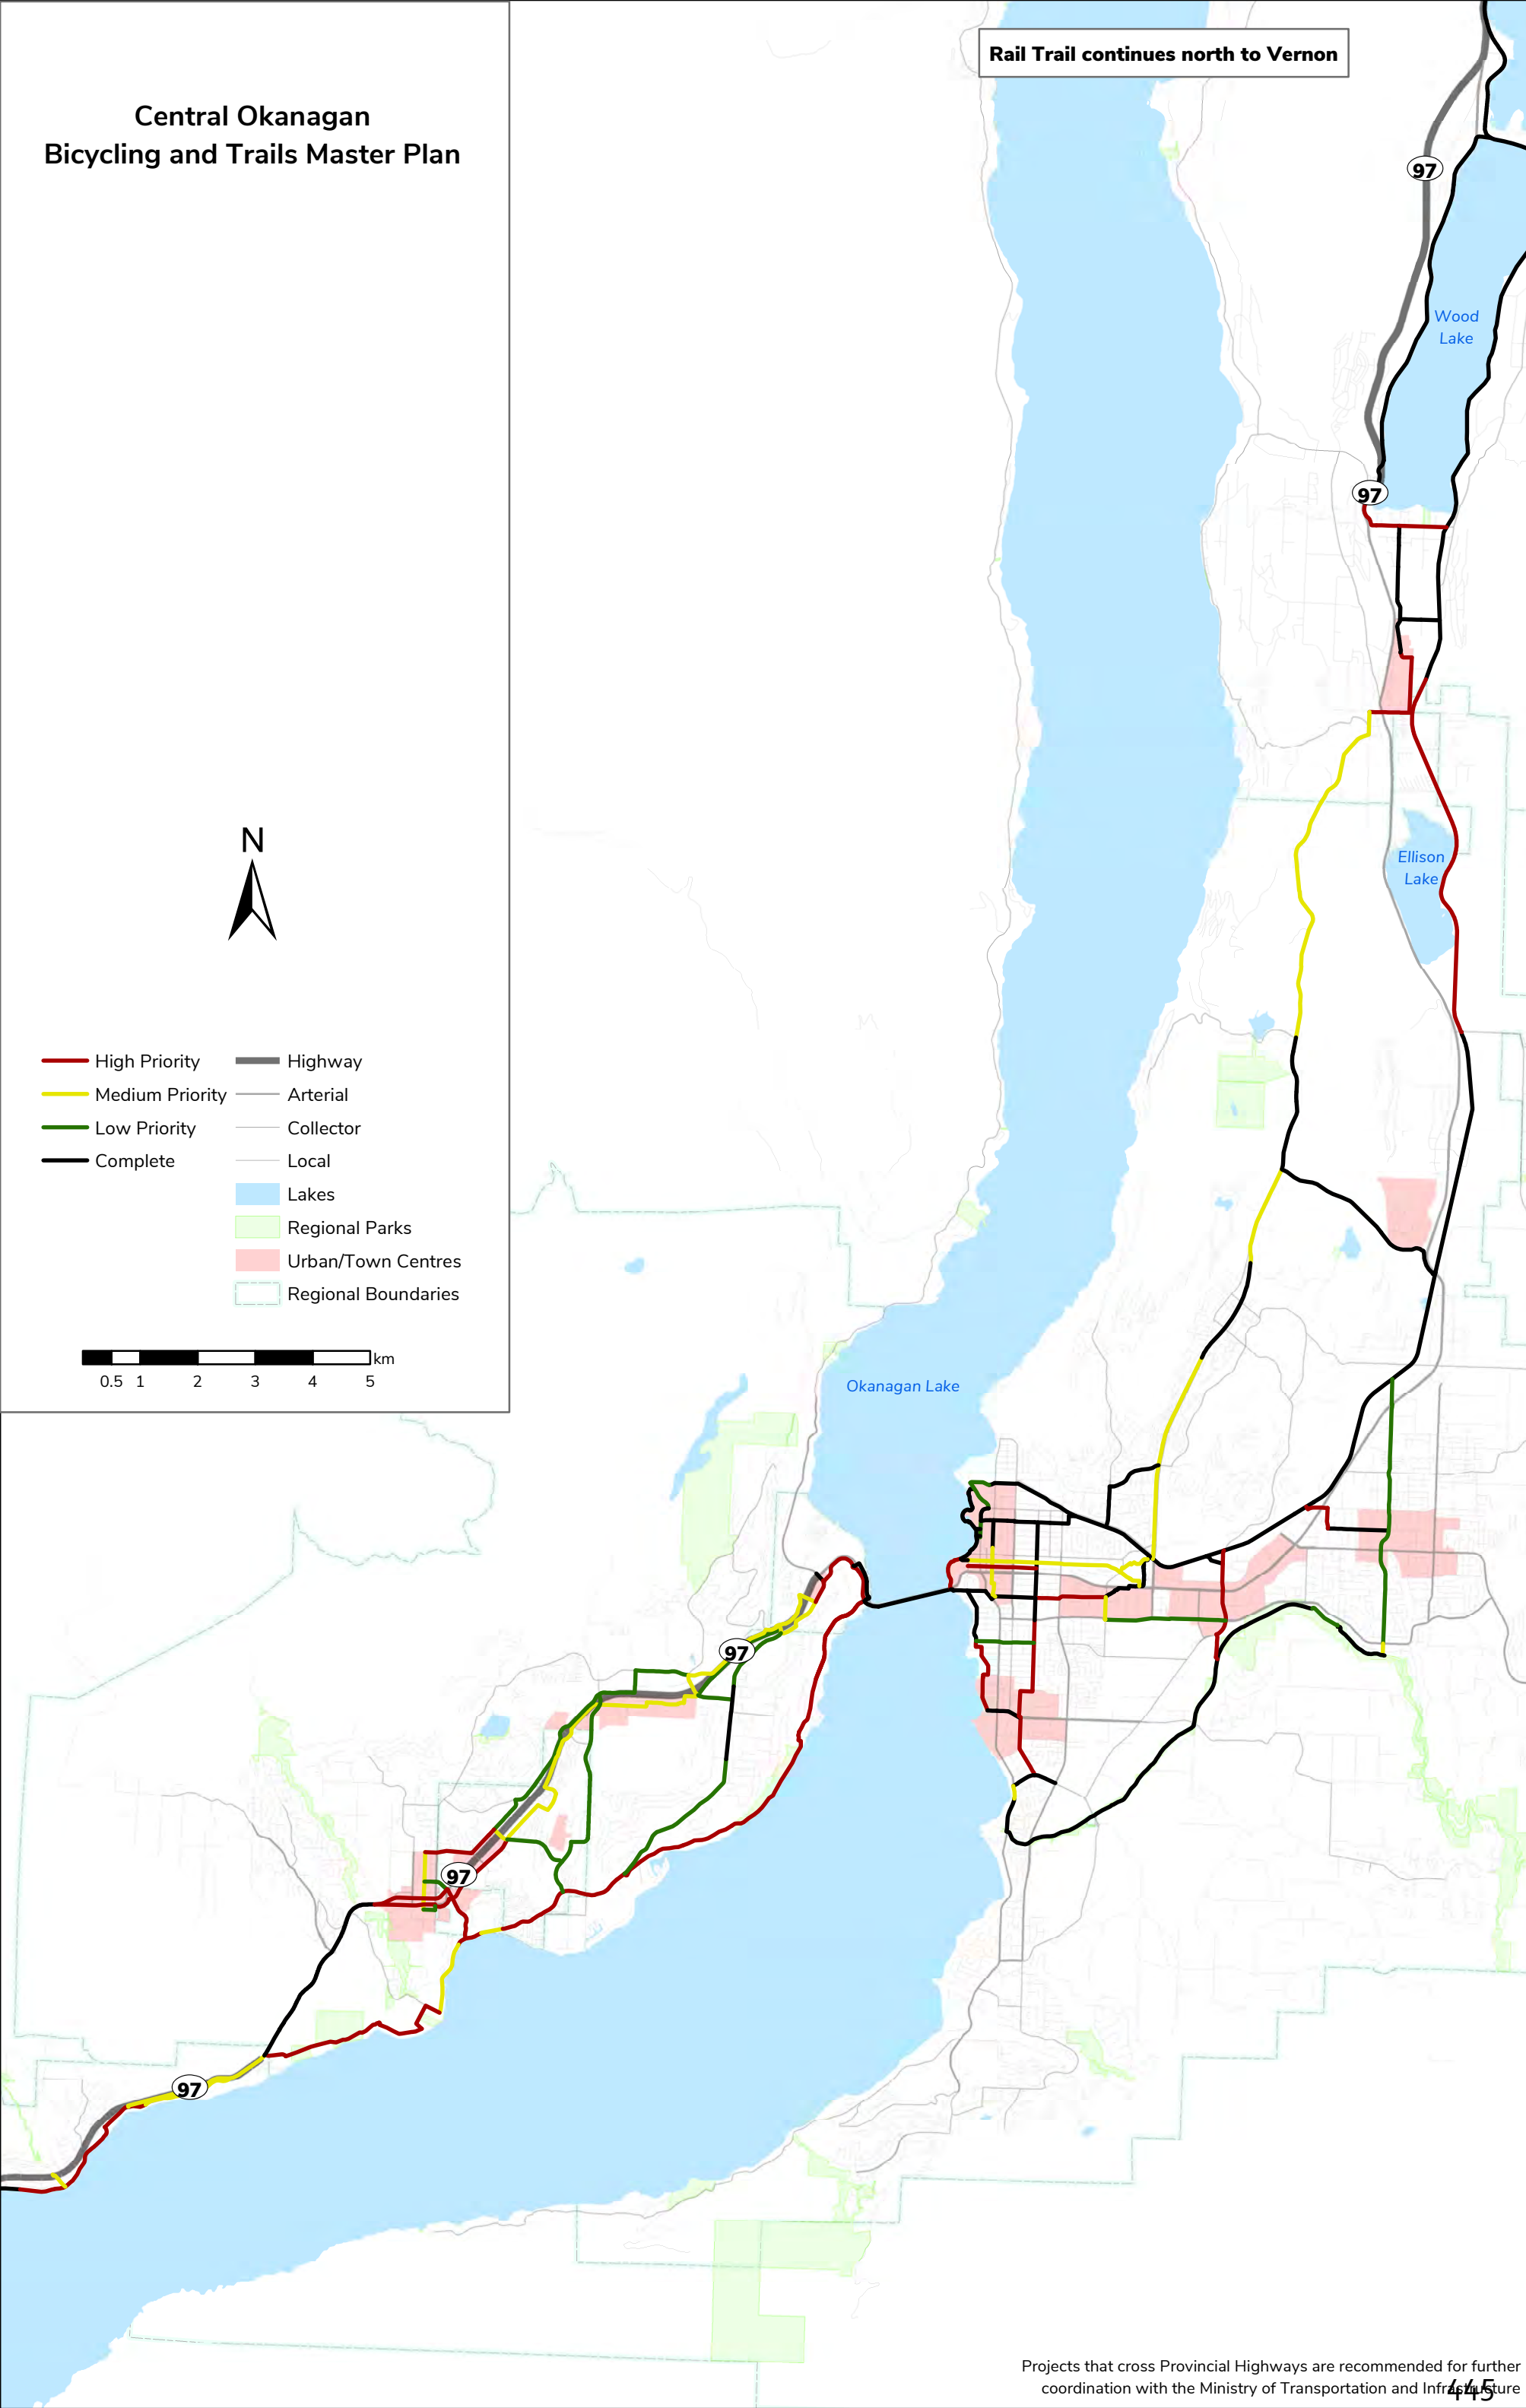 Rail Trail continues north to Vernon
Central Okanagan
Bicycling and Trails Master Plan
97
Wood
Lake
97
N
Ellison
Lake
High Priority
Medium Priority
Low Priority
Complete
Highway
Arterial
Collector
Local
Lakes
Regional Parks
Urban/Town Centres
Regional Boundaries
km
0.5 1 2 3 4 5
Okanagan Lake
97
97
97
Projects that cross Provincial Highways are recommended for further
coordination with the Ministry of Transportation and Infrastructure
445